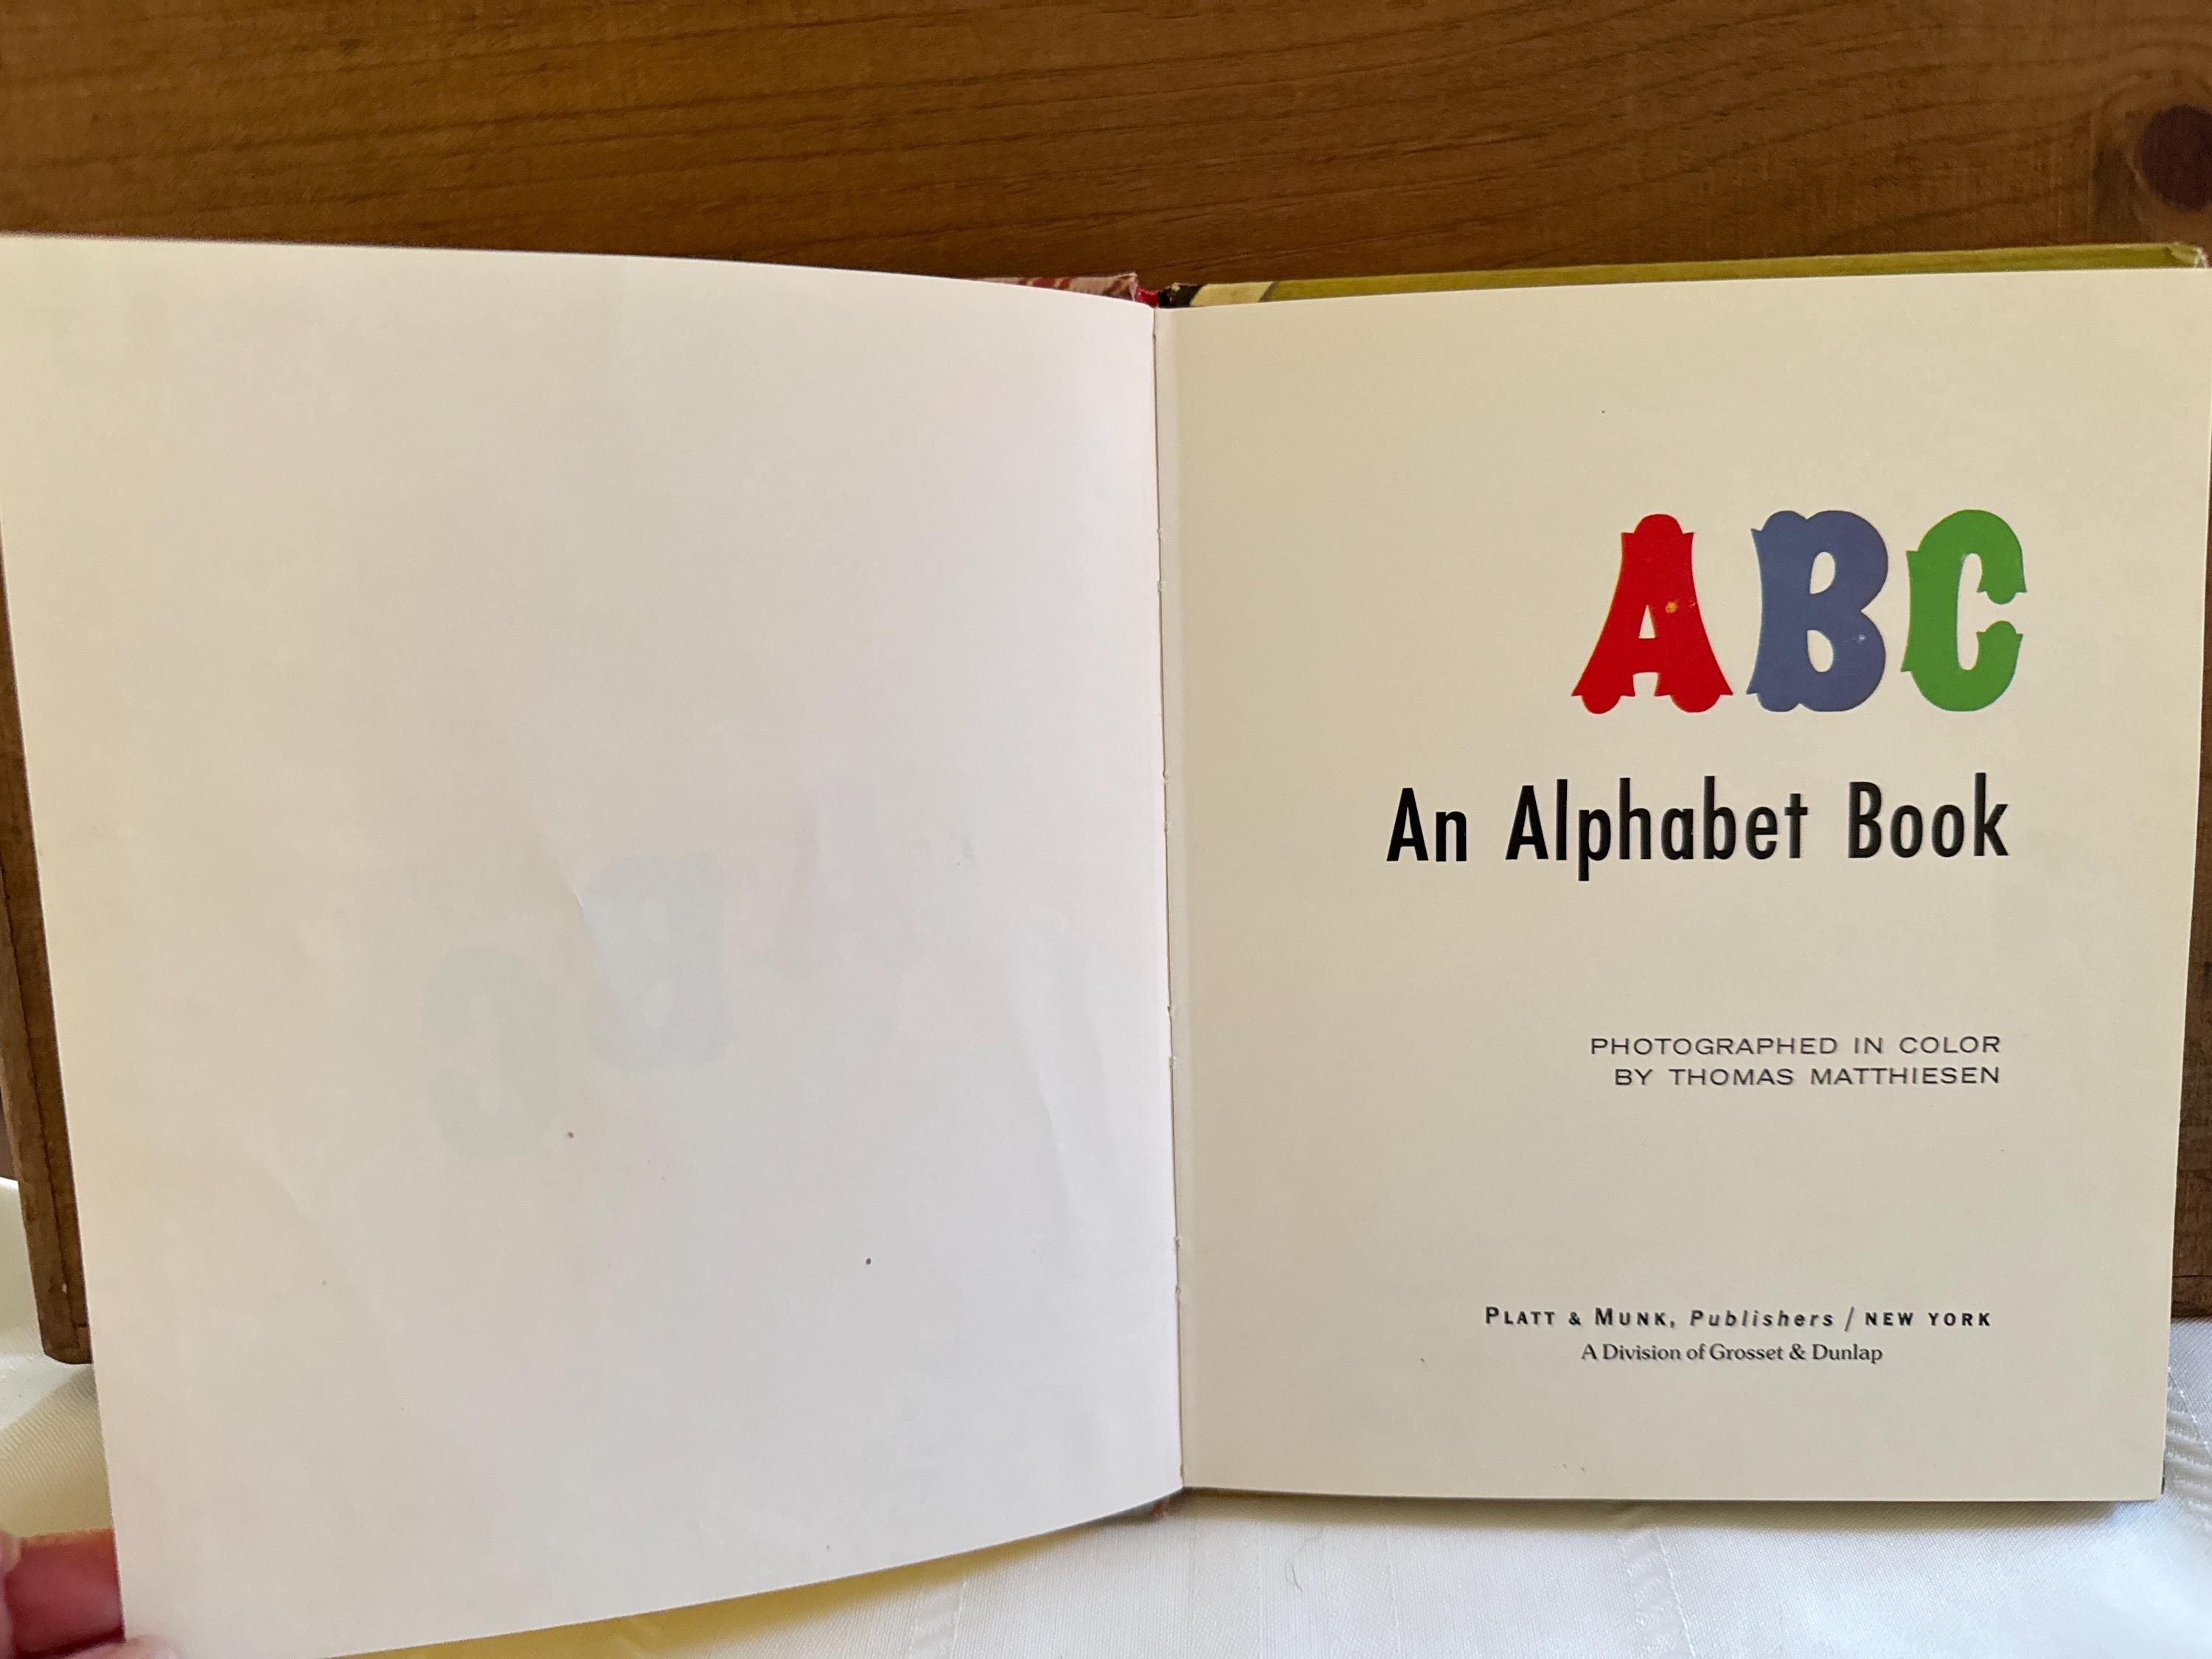 ABC
An Alphabet Book
PHOTOGRAPHED IN COLOR
BY THOMAS MATTHIESEN
PLATT & MUNK, Publishers / NEW YORK
A Division of Grosset & Dunlap